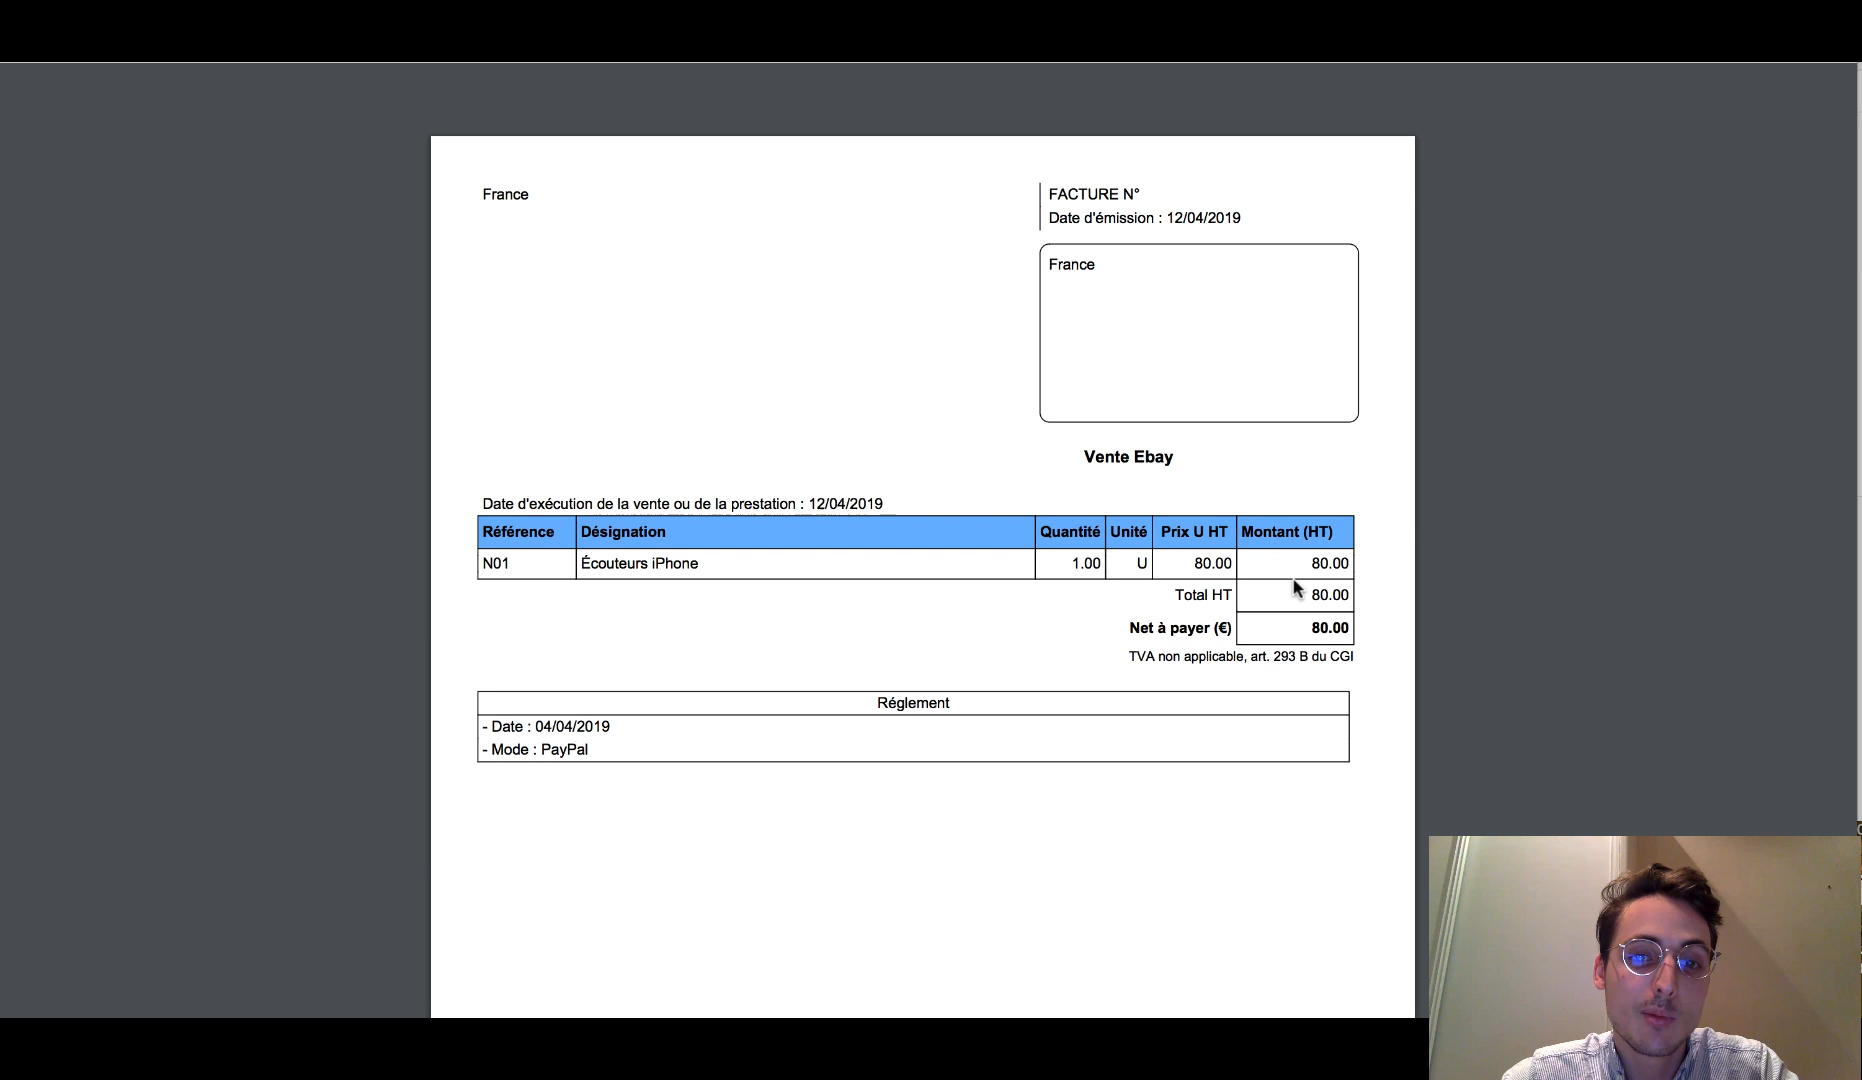 France
FACTURE N°
Date d'émission : 12/04/2019
France
Vente Ebay
Date d'exécution de la vente ou de la prestation : 12/04/2019
Référence Désignation Quantité Unité Prix U HT Montant (HT)
N01 Écouteurs iPhone 1.00 U 80.00 80.00
Total HT 80.00
Net à payer (€) 80.00
TVA non applicable, art. 293 B du CGI
Réglement
- Date : 04/04/2019
- Mode : PayPal